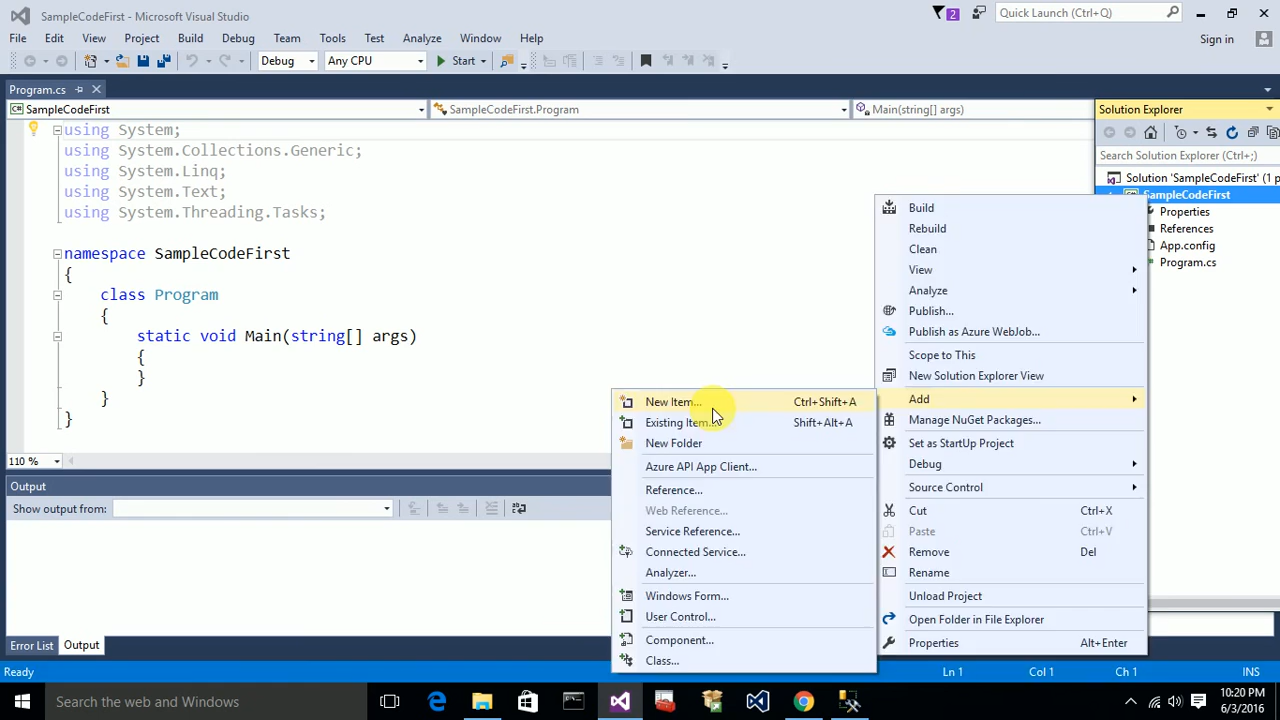 SampleCodeFirst - Microsoft Visual Studio
2
Quick Launch (Ctrl+Q)
File Edit View Project Build Debug Team Tools Test Analyze Window Help
Sign in
Debug Any CPU Start
Program.cs
Solution Explorer
SampleCodeFirst SampleCodeFirst.Program Main(string[] args)
Search Solution Explorer (Ctrl+;)
Solution 'SampleCodeFirst' (1 p
SampleCodeFirst
Properties
References
App.config
Program.cs
using System;
using System.Collections.Generic;
using System.Linq;
using System.Text;
using System.Threading.Tasks;
namespace SampleCodeFirst
{
class Program
{
static void Main(string[] args)
{
}
}
}
110 %
Build
Rebuild
Clean
View
Analyze
Publish...
Publish as Azure WebJob...
Scope to This
New Solution Explorer View
Add
Manage NuGet Packages...
Set as StartUp Project
Debug
Source Control
Cut Ctrl+X
Paste Ctrl+V
Remove Del
Rename
Unload Project
Open Folder in File Explorer
Properties Alt+Enter
New Item... Ctrl+Shift+A
Existing Item... Shift+Alt+A
New Folder
Azure API App Client...
Reference...
Web Reference...
Service Reference...
Connected Service...
Analyzer...
Windows Form...
User Control...
Component...
Class...
Output
Show output from:
Error List Output
Ready Ln 1 Col 1 Ch 1 INS
Search the web and Windows
10:20 PM
6/3/2016